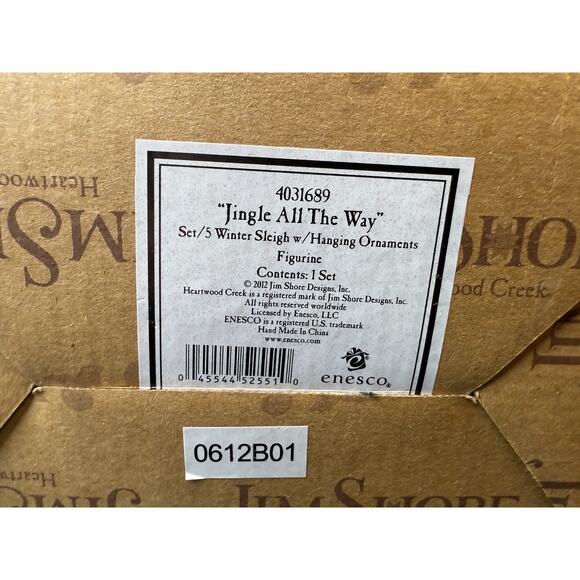 Heartwood
JIM S
HORE
wood Creek
4031689
“Jingle All The Way”
Set/5 Winter Sleigh w/Hanging Ornaments
Figurine
Contents: 1 Set
© 2012 Jim Shore Designs, Inc.
Heartwood Creek is a registered mark of Jim Shore Designs, Inc.
All rights reserved worldwide
Licensed by Enesco, LLC
ENESCO is a registered U.S. trademark
Hand Made In China
www.enesco.com
0 45544 52551 0
enesco®
0612B01
Heartwood
JIM
JIM SHORE